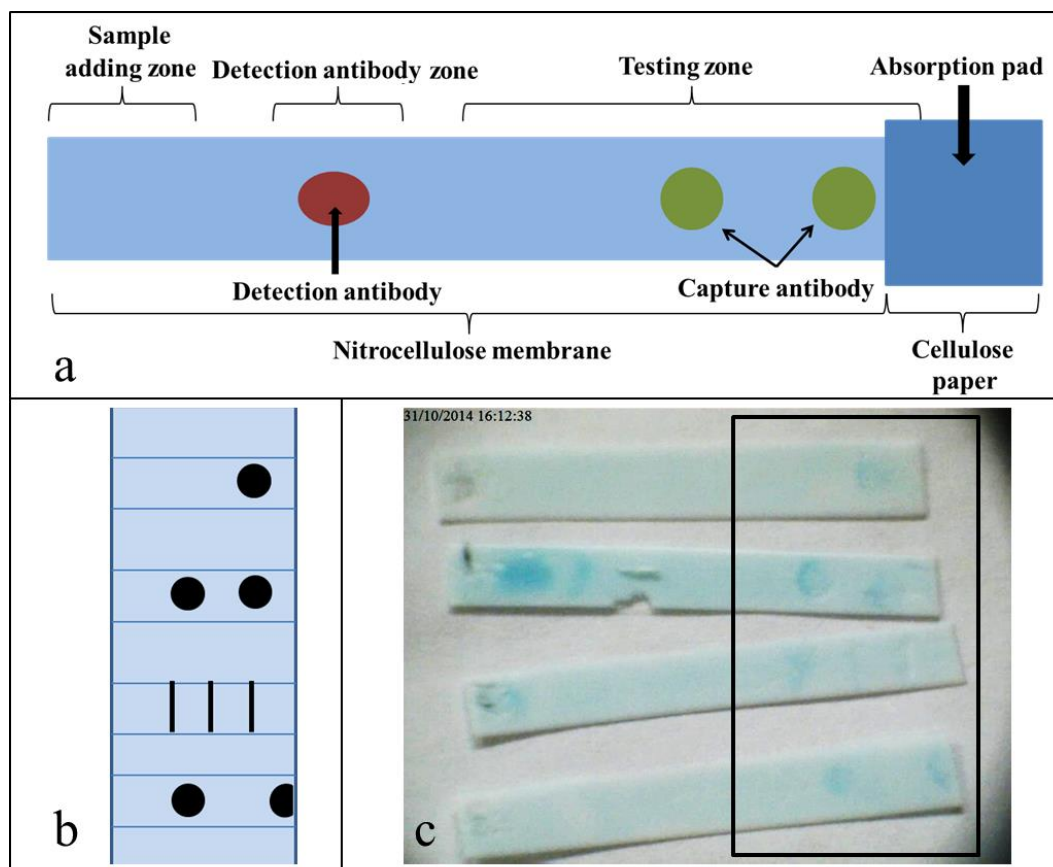 Sample
adding zone
Detection antibody zone
Testing zone
Absorption pad
Detection antibody
Capture antibody
Nitrocellulose membrane
Cellulose
paper
a
b
31/10/2014 16:12:38
c